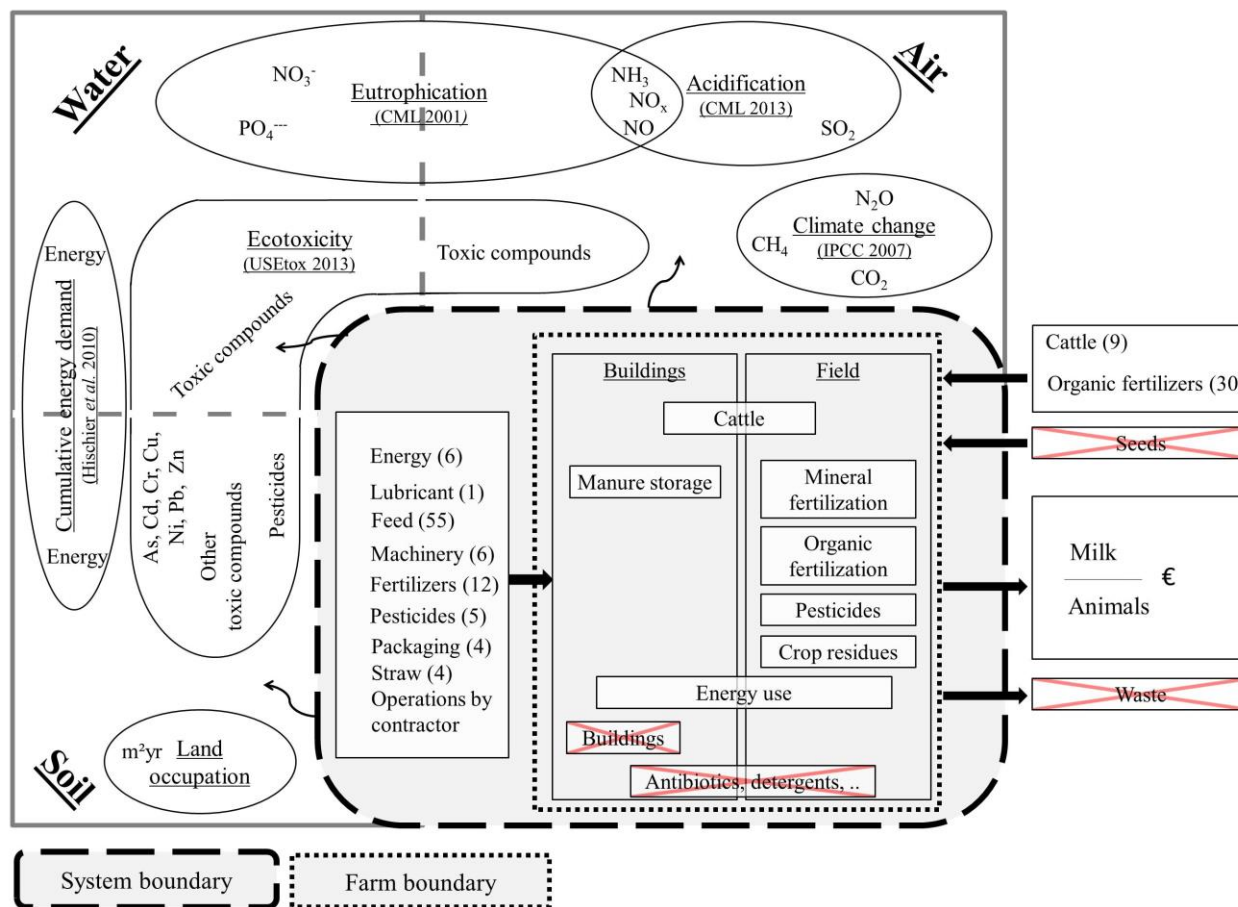 Water
Air
NO₃⁻
PO₄⁻⁻⁻
Eutrophication
(CML 2001)
NH₃
NOₓ
NO
Acidification
(CML 2013)
SO₂
N₂O
Climate change
(IPCC 2007)
CH₄
CO₂
Ecotoxicity
(USEtox 2013)
Toxic compounds
Toxic compounds
Energy
Cumulative energy demand
(Hischier et al. 2010)
Energy
As, Cd, Cr, Cu,
Ni, Pb, Zn
Other
toxic compounds
Pesticides
Soil
m²yr Land
occupation
Energy (6)
Lubricant (1)
Feed (55)
Machinery (6)
Fertilizers (12)
Pesticides (5)
Packaging (4)
Straw (4)
Operations by
contractor
Buildings
Field
Cattle
Manure storage
Mineral
fertilization
Organic
fertilization
Pesticides
Crop residues
Energy use
Buildings
Antibiotics, detergents, ..
Cattle (9)
Organic fertilizers (30
Seeds
Milk
€
Animals
Waste
System boundary
Farm boundary